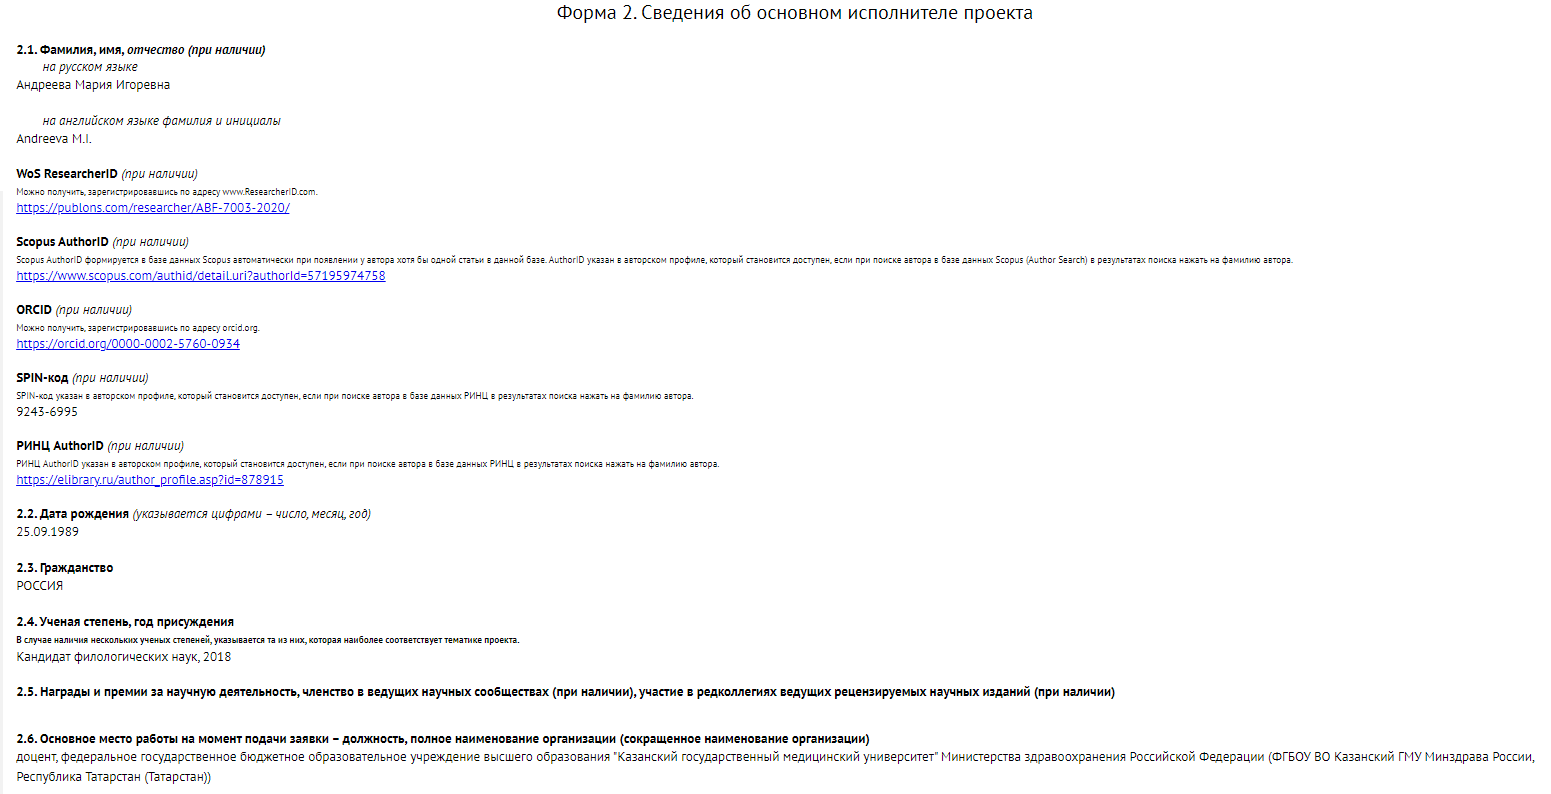 Форма 2. Сведения об основном исполнителе проекта
2.1. Фамилия, имя, отчество (при наличии)
на русском языке
Андреева Мария Игоревна
на английском языке фамилия и инициалы
Andreeva M.I.
WoS ResearcherID (при наличии)
Можно получить, зарегистрировавшись по адресу www.ResearcherID.com.
https://publons.com/researcher/ABF-7003-2020/
Scopus AuthorID (при наличии)
Scopus AuthorID формируется в базе данных Scopus автоматически при появлении у автора хотя бы одной статьи в данной базе. AuthorID указан в авторском профиле, который становится доступен, если при поиске автора в базе данных Scopus (Author Search) в результатах поиска нажать на фамилию автора.
https://www.scopus.com/authid/detail.uri?authorId=57195974758
ORCID (при наличии)
Можно получить, зарегистрировавшись по адресу orcid.org.
https://orcid.org/0000-0002-5760-0934
SPIN-код (при наличии)
SPIN-код указан в авторском профиле, который становится доступен, если при поиске автора в базе данных РИНЦ в результатах поиска нажать на фамилию автора.
9243-6995
РИНЦ AuthorID (при наличии)
РИНЦ AuthorID указан в авторском профиле, который становится доступен, если при поиске автора в базе данных РИНЦ в результатах поиска нажать на фамилию автора.
https://elibrary.ru/author_profile.asp?id=878915
2.2. Дата рождения (указывается цифрами – число, месяц, год)
25.09.1989
2.3. Гражданство
РОССИЯ
2.4. Ученая степень, год присуждения
В случае наличия нескольких ученых степеней, указывается та из них, которая наиболее соответствует тематике проекта.
Кандидат филологических наук, 2018
2.5. Награды и премии за научную деятельность, членство в ведущих научных сообществах (при наличии), участие в редколлегиях ведущих рецензируемых научных изданий (при наличии)
2.6. Основное место работы на момент подачи заявки – должность, полное наименование организации (сокращенное наименование организации)
доцент, федеральное государственное бюджетное образовательное учреждение высшего образования "Казанский государственный медицинский университет" Министерства здравоохранения Российской Федерации (ФГБОУ ВО Казанский ГМУ Минздрава России,
Республика Татарстан (Татарстан))